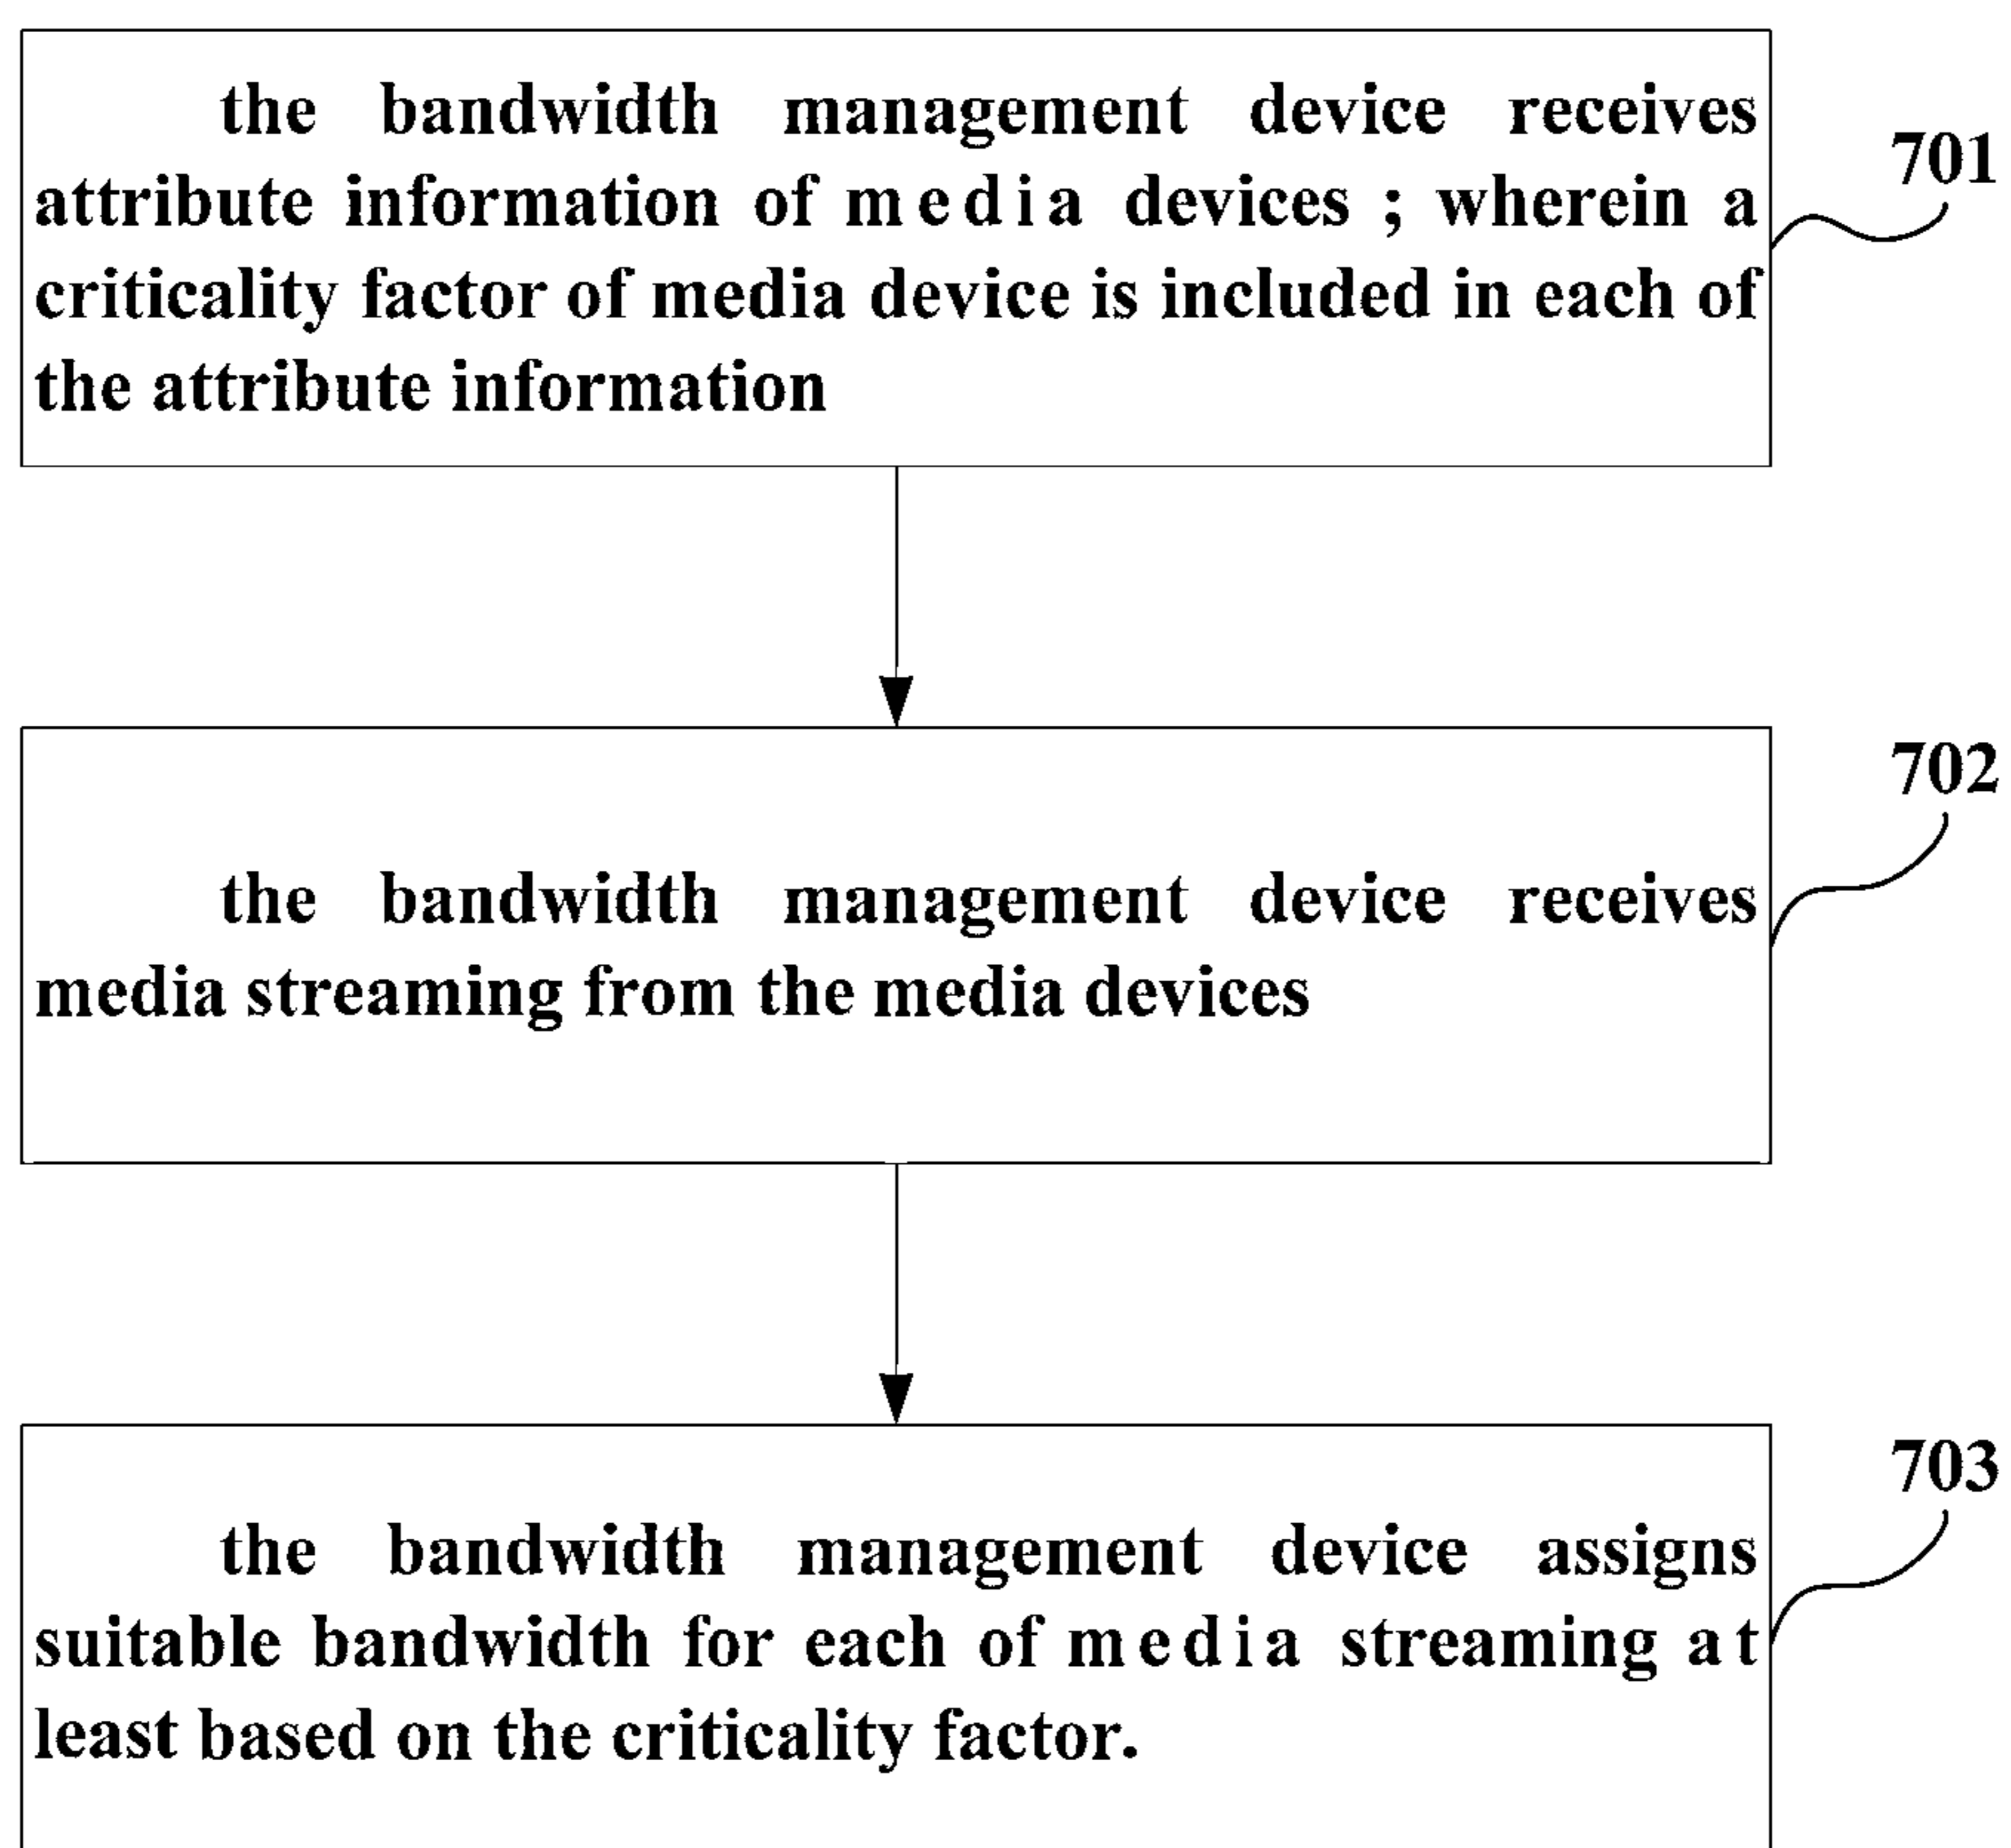 the bandwidth management device receives
attribute information of media devices ; wherein a
criticality factor of media device is included in each of
the attribute information
701
702
the bandwidth management device receives
media streaming from the media devices
703
the bandwidth management device assigns
suitable bandwidth for each of media streaming at
least based on the criticality factor.